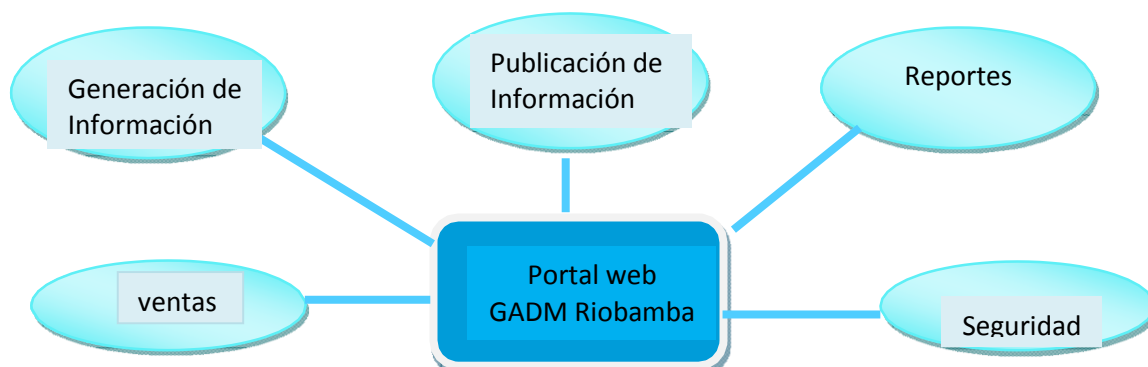 Generación de
Información
Publicación de
Información
Reportes
ventas
Portal web
GADM Riobamba
Seguridad